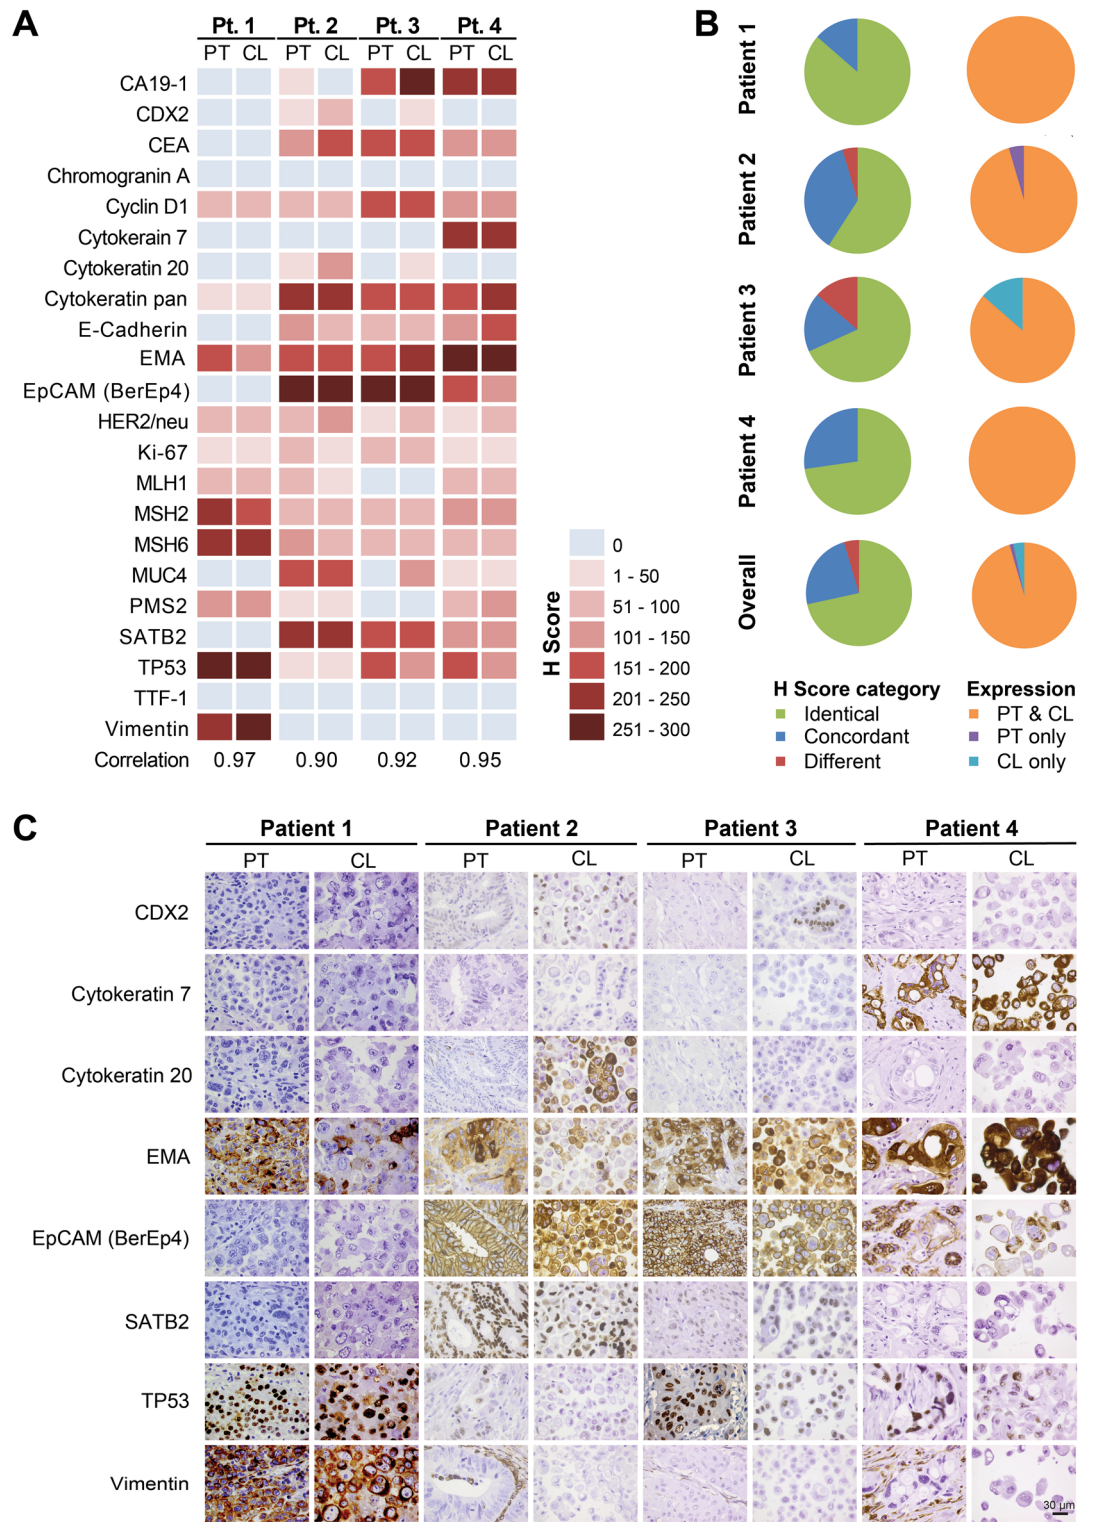 A
Pt. 1 Pt. 2 Pt. 3 Pt. 4
PT CL PT CL PT CL PT CL
CA19-1
CDX2
CEA
Chromogranin A
Cyclin D1
Cytokerain 7
Cytokeratin 20
Cytokeratin pan
E-Cadherin
EMA
EpCAM (BerEp4)
HER2/neu
Ki-67
MLH1
MSH2
MSH6
MUC4
PMS2
SATB2
TP53
TTF-1
Vimentin
Correlation 0.97 0.90 0.92 0.95
H Score
0
1 - 50
51 - 100
101 - 150
151 - 200
201 - 250
251 - 300
B
Patient 1
Patient 2
Patient 3
Patient 4
Overall
H Score category
Identical
Concordant
Different
Expression
PT & CL
PT only
CL only
C
Patient 1 Patient 2 Patient 3 Patient 4
PT CL PT CL PT CL PT CL
CDX2
Cytokeratin 7
Cytokeratin 20
EMA
EpCAM (BerEp4)
SATB2
TP53
Vimentin
30 µm